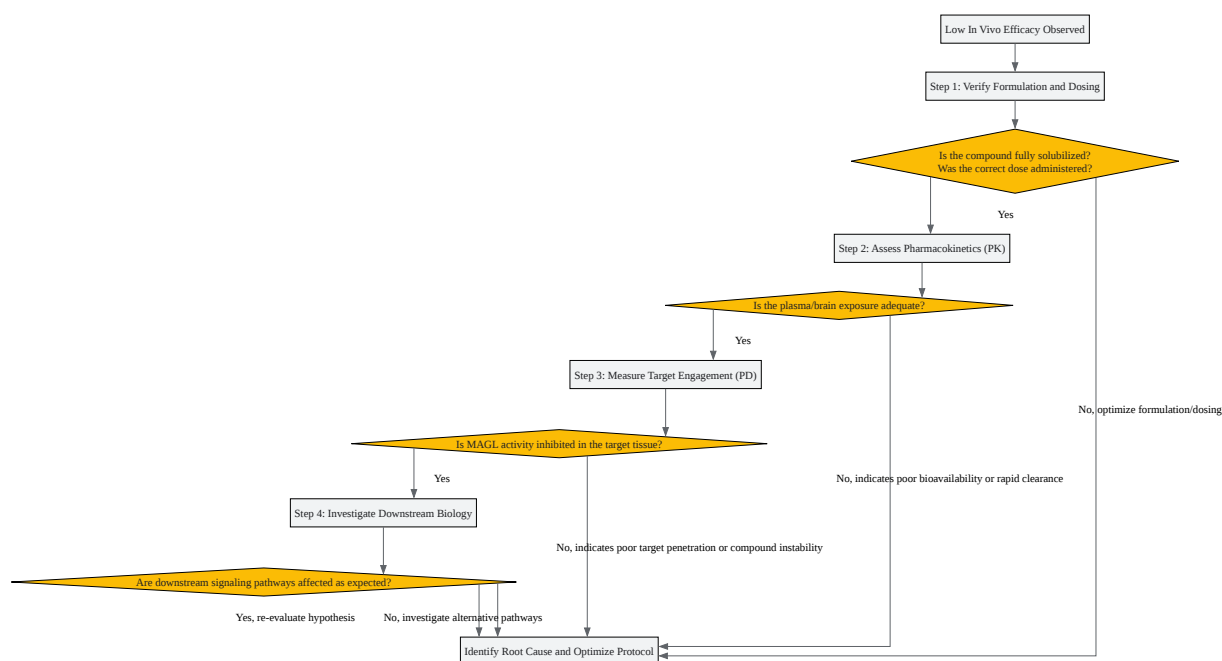 Low In Vivo Efficacy Observed
Step 1: Verify Formulation and Dosing
Is the compound fully solubilized?
Was the correct dose administered?
Yes
Step 2: Assess Pharmacokinetics (PK)
Is the plasma/brain exposure adequate?
Yes
Step 3: Measure Target Engagement (PD)
No, optimize formulation/dosing
Is MAGL activity inhibited in the target tissue?
Yes
No, indicates poor bioavailability or rapid clearance
Step 4: Investigate Downstream Biology
No, indicates poor target penetration or compound instability
Are downstream signaling pathways affected as expected?
Yes, re-evaluate hypothesis
No, investigate alternative pathways
Identify Root Cause and Optimize Protocol